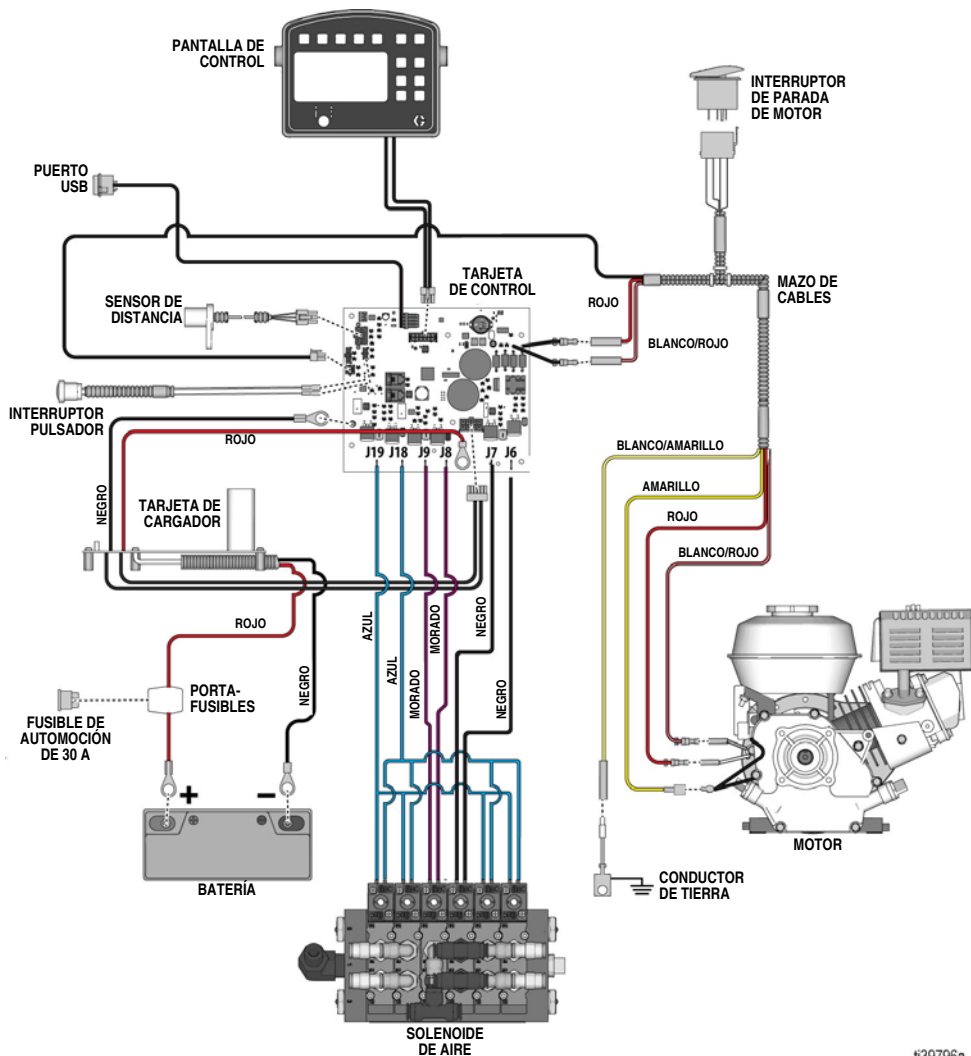 PANTALLA DE
CONTROL
INTERRUPTOR
DE PARADA
DE MOTOR
PUERTO
USB
TARJETA
DE CONTROL
MAZO DE
CABLES
SENSOR DE
DISTANCIA
ROJO
BLANCO/ROJO
INTERRUPTOR
PULSADOR
ROJO
J19
J18
J9
J8
J7
J6
BLANCO/AMARILLO
NEGRO
TARJETA DE
CARGADOR
AMARILLO
ROJO
BLANCO/ROJO
AZUL
AZUL
MORADO
MORADO
NEGRO
NEGRO
ROJO
NEGRO
PORTA-
FUSIBLES
FUSIBLE DE
AUTOMOCIÓN
DE 30 A
+
−
BATERÍA
MOTOR
CONDUCTOR
DE TIERRA
SOLENOIDE
DE AIRE